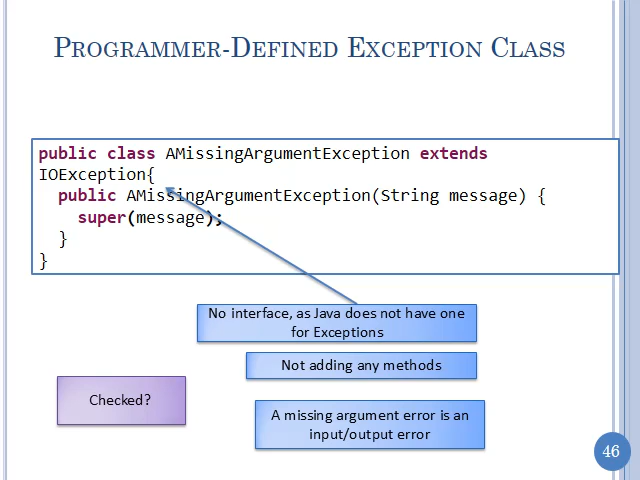 PROGRAMMER-DEFINED EXCEPTION CLASS
public class AMissingArgumentException extends
IOException{
public AMissingArgumentException(String message) {
super(message);
}
}
No interface, as Java does not have one
for Exceptions
Not adding any methods
Checked?
A missing argument error is an
input/output error
46